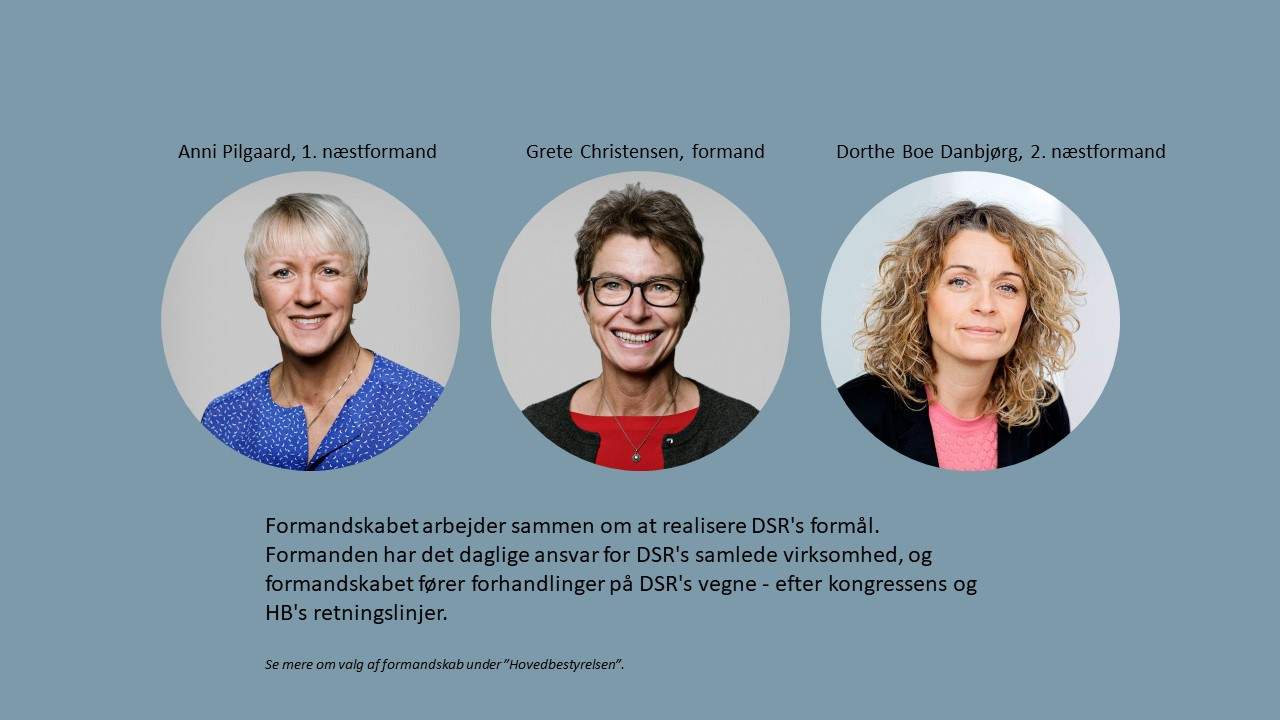 Anni Pilgaard, 1. næstformand
Grete Christensen, formand
Dorthe Boe Danbjørg, 2. næstformand
Formandskabet arbejder sammen om at realisere DSR's formål.
Formanden har det daglige ansvar for DSR's samlede virksomhed, og
formandskabet fører forhandlinger på DSR's vegne - efter kongressens og
HB's retningslinjer.
Se mere om valg af formandskab under ”Hovedbestyrelsen”.